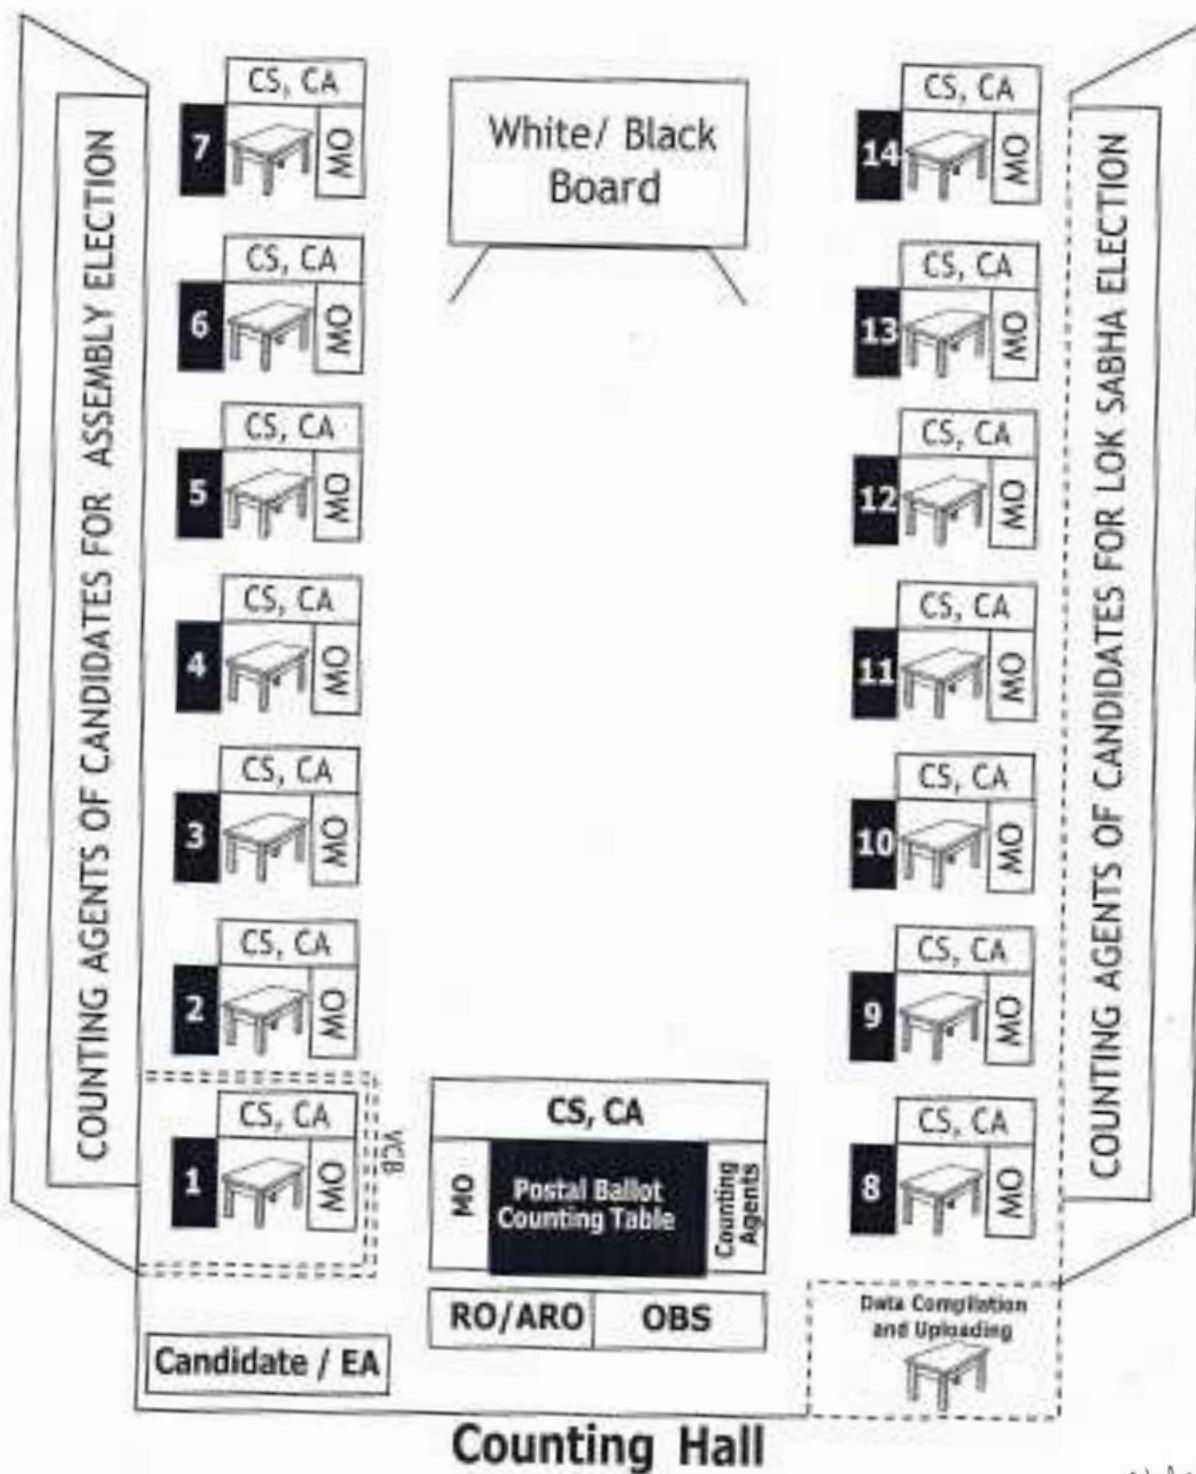 COUNTING AGENTS OF CANDIDATES FOR ASSEMBLY ELECTION
CS, CA
7
MO
CS, CA
6
MO
CS, CA
5
MO
CS, CA
4
MO
CS, CA
3
MO
CS, CA
2
MO
CS, CA
1
MO
VCB
White/ Black
Board
CS, CA
14
MO
CS, CA
13
MO
CS, CA
12
MO
CS, CA
11
MO
CS, CA
10
MO
CS, CA
9
MO
CS, CA
8
MO
COUNTING AGENTS OF CANDIDATES FOR LOK SABHA ELECTION
CS, CA
MO
Postal Ballot
Counting Table
Counting
Agents
RO/ARO
OBS
Data Compilation
and Uploading
Candidate / EA
Counting Hall